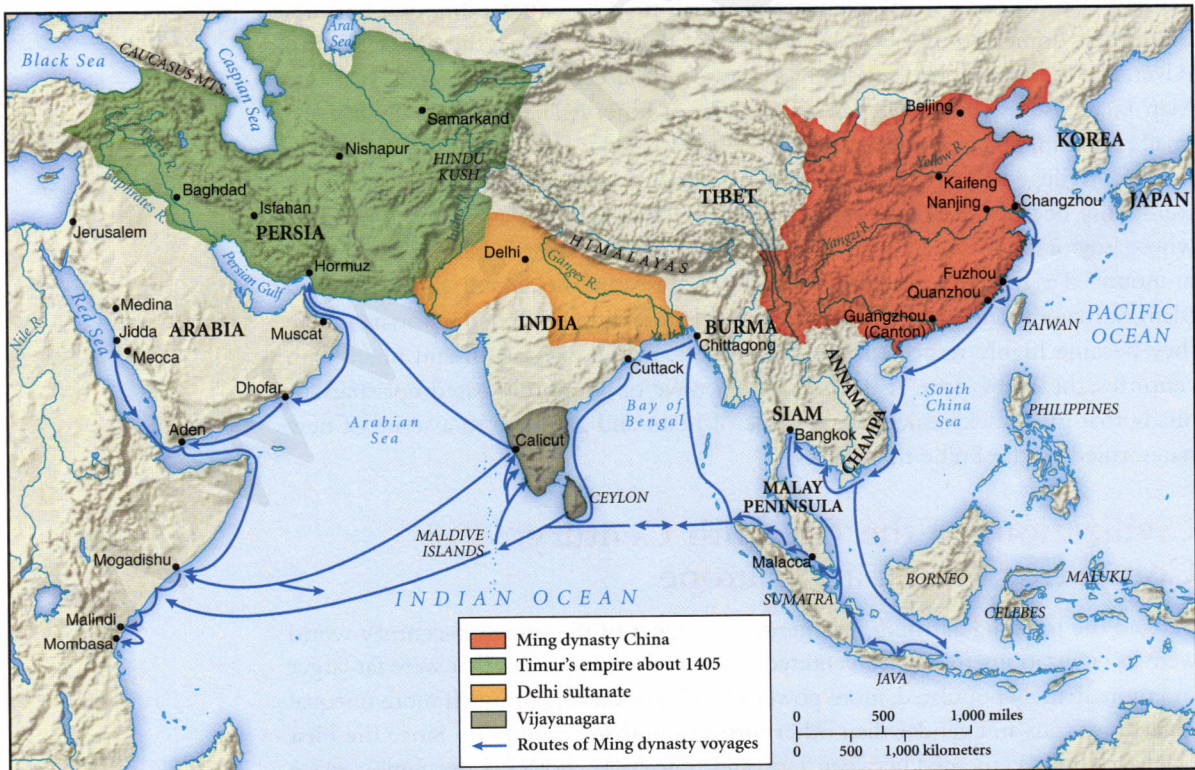 Black Sea
CAUCASUS MTS.
Caspian Sea
Aral
Sea
Samarkand
Nishapur
HINDU
KUSH
Tigris R.
Euphrates R.
Baghdad
Isfahan
PERSIA
Jerusalem
Hormuz
Persian Gulf
Indus R.
Nile R.
Red Sea
Medina
Jidda
Mecca
ARABIA
Muscat
Dhofar
Aden
Arabian
Sea
Mogadishu
Malindi
Mombasa
Delhi
HIMALAYAS
Ganges R.
INDIA
Cuttack
Calicut
CEYLON
MALDIVE
ISLANDS
Bay of
Bengal
INDIAN OCEAN
TIBET
BURMA
Chittagong
Beijing
Yellow R.
Kaifeng
Nanjing
Changzhou
Yangzi R.
Fuzhou
Quanzhou
Guangzhou
(Canton)
KOREA
JAPAN
PACIFIC
OCEAN
TAIWAN
ANNAM
SIAM
Bangkok
CHAMPA
South
China
Sea
PHILIPPINES
MALAY
PENINSULA
Malacca
SUMATRA
BORNEO
CELEBES
MALUKU
JAVA
Ming dynasty China
Timur's empire about 1405
Delhi sultanate
Vijayanagara
Routes of Ming dynasty voyages
0 500 1,000 miles
0 500 1,000 kilometers